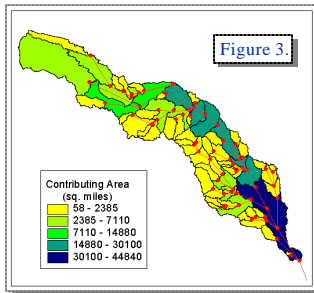 Figure 3.
Contributing Area
(sq. miles)
58 - 2385
2385 - 7110
7110 - 14880
14880 - 30100
30100 - 44840